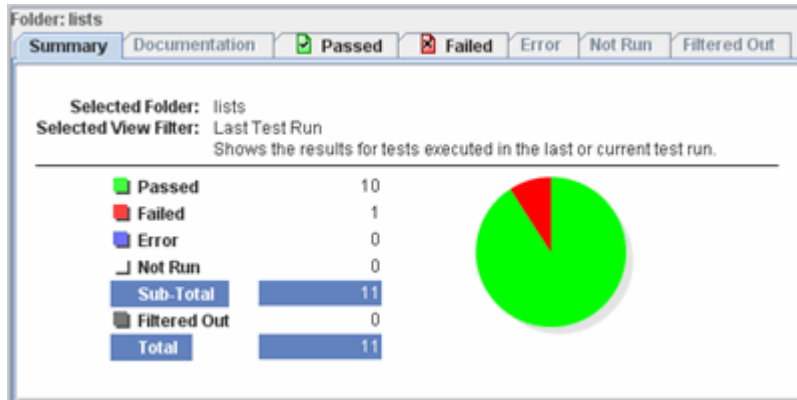 Folder: lists
Summary Documentation Passed Failed Error Not Run Filtered Out
Selected Folder: lists
Selected View Filter: Last Test Run
Shows the results for tests executed in the last or current test run.
Passed 10
Failed 1
Error 0
Not Run 0
Sub-Total 11
Filtered Out 0
Total 11